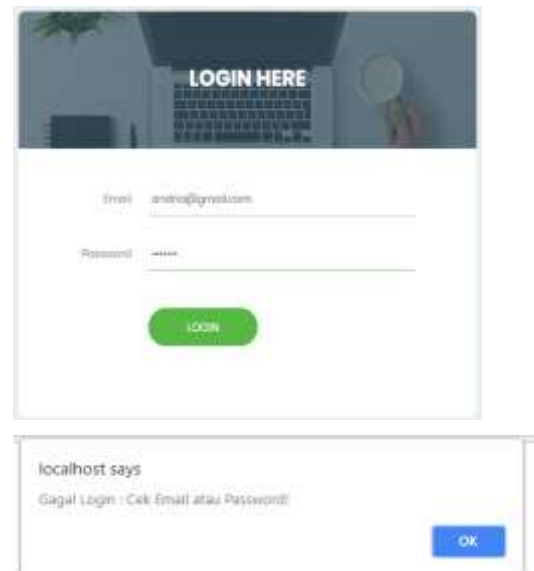 LOGIN HERE
Email
Password
••••••
LOGIN
localhost says
Gagal Login : Cek Email atau Password!
OK